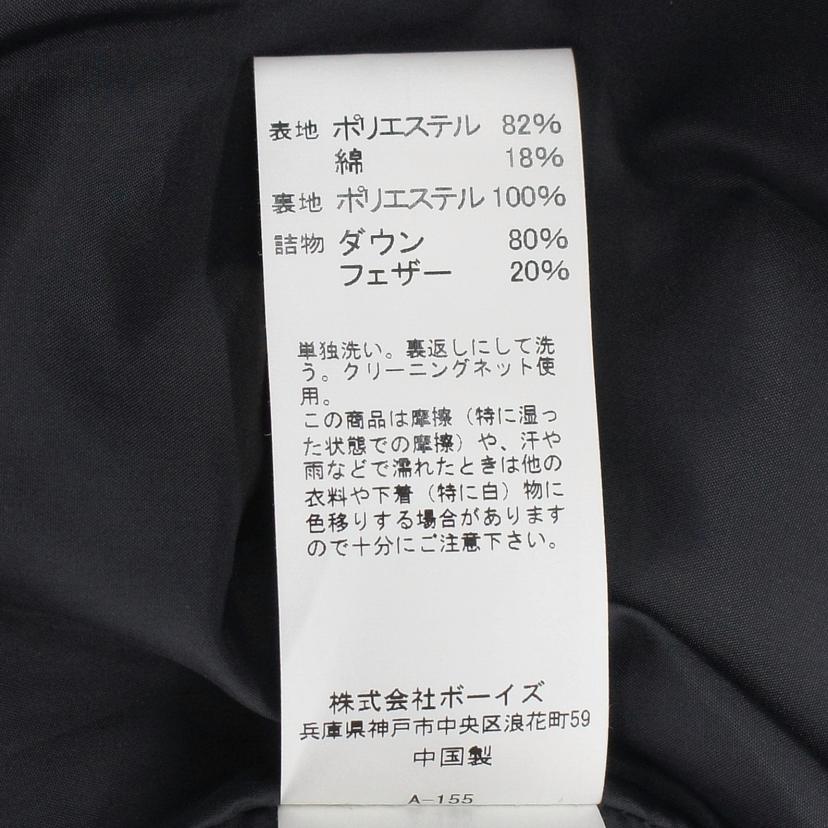 表地 ポリエステル 82%
綿 18%
裏地 ポリエステル 100%
詰物 ダウン 80%
フェザー 20%
単独洗い。裏返しにして洗
う。クリーニングネット使
用。
この商品は摩擦(特に湿っ
た状態での摩擦)や、汗や
雨などで濡れたときは他の
衣料や下着(特に白)物に
色移りする場合があります
ので十分にご注意下さい。
株式会社ボーイズ
兵庫県神戸市中央区浪花町59
中国製
A-155